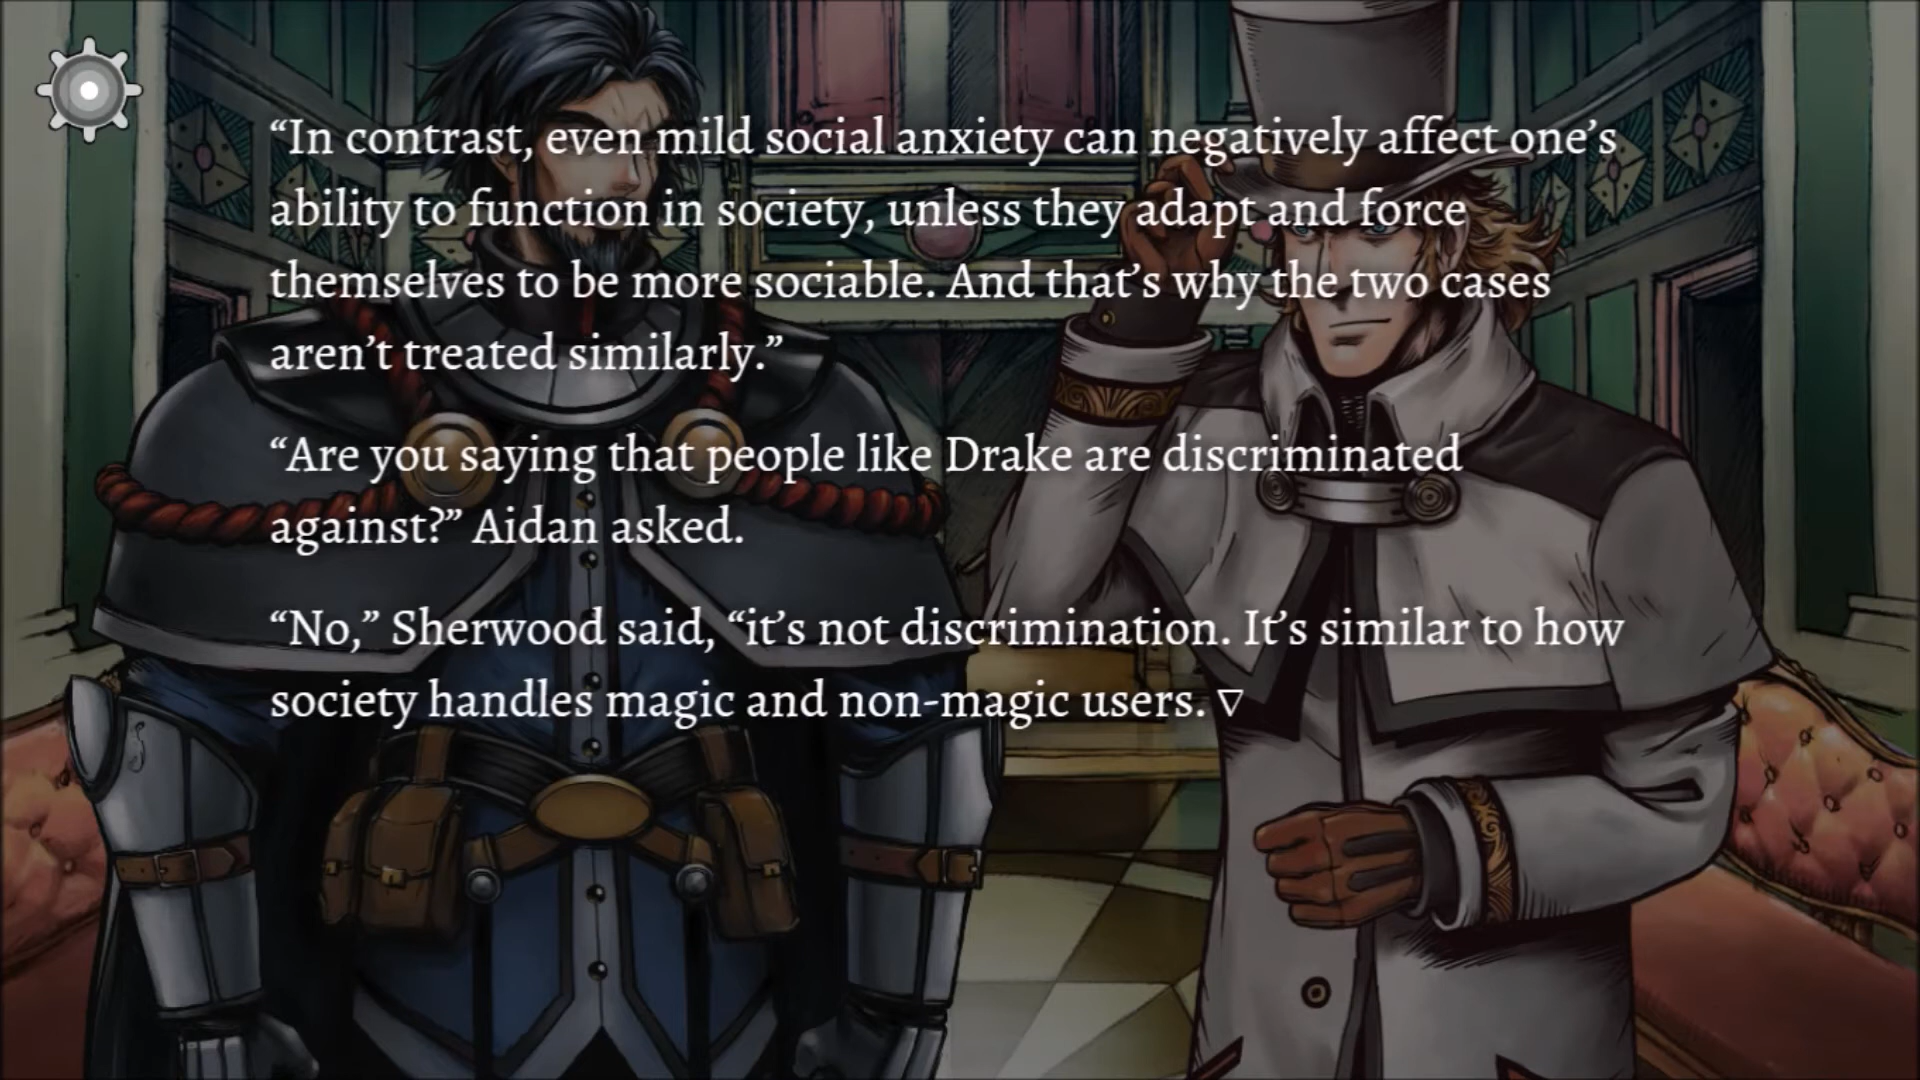 “In contrast, even mild social anxiety can negatively affect one’s
ability to function in society, unless they adapt and force
themselves to be more sociable. And that’s why the two cases
aren’t treated similarly.”
“Are you saying that people like Drake are discriminated
against?” Aidan asked.
“No,” Sherwood said, “it’s not discrimination. It’s similar to how
society handles magic and non-magic users. ▽